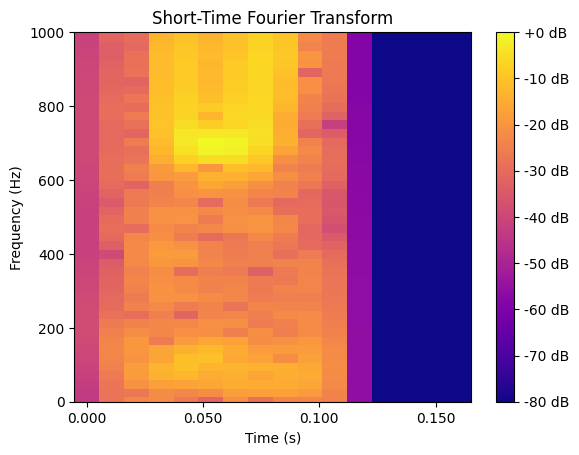 Short-Time Fourier Transform
Frequency (Hz)
1000
800
600
400
200
0
0.000
0.050
0.100
0.150
Time (s)
+0 dB
-10 dB
-20 dB
-30 dB
-40 dB
-50 dB
-60 dB
-70 dB
-80 dB